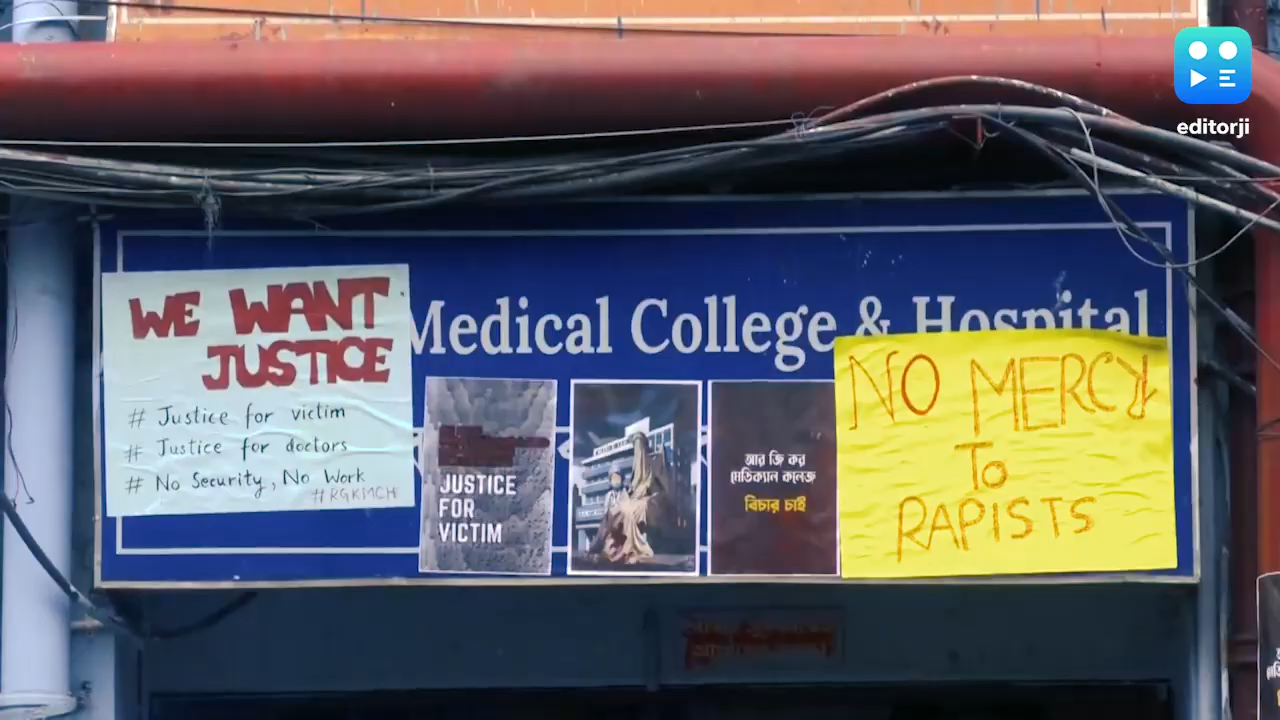 editorji
Medical College & Hospital
WE WANT
JUSTICE
# Justice for victim
# Justice for doctors
# No Security, No Work
#RGKMCH
JUSTICE
FOR
VICTIM
আর জি কর
মেডিক্যাল কলেজ
বিচার চাই
NO MERCY
To
RAPISTS